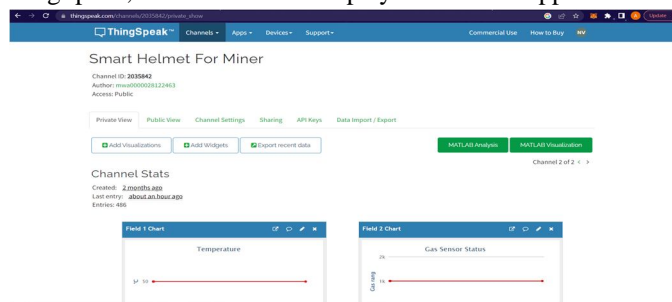 thingspeak.com/channels/2035842/private_show
Update
ThingSpeak™ Channels Apps Devices Support Commercial Use How to Buy NV
Smart Helmet For Miner
Channel ID: 2035842
Author: mwa0000028122463
Access: Public
Private View Public View Channel Settings Sharing API Keys Data Import / Export
Add Visualizations Add Widgets Export recent data MATLAB Analysis MATLAB Visualization
Channel 2 of 2 < >
Channel Stats
Created: 2 months ago
Last entry: about an hour ago
Entries: 486
Field 1 Chart Field 2 Chart
Temperature Gas Sensor Status
2k
50 1k